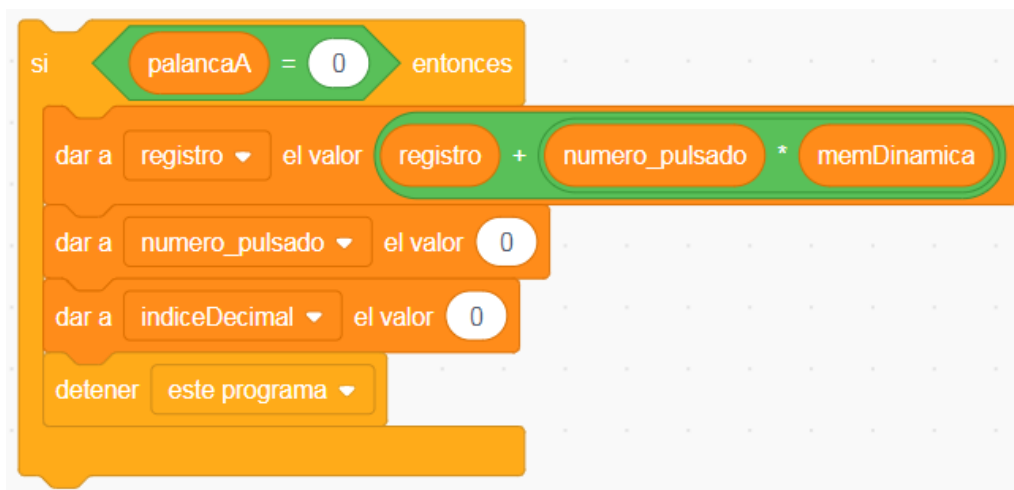 si palancaA = 0 entonces
dar a registro el valor registro + numero_pulsado * memDinamica
dar a numero_pulsado el valor 0
dar a indiceDecimal el valor 0
detener este programa